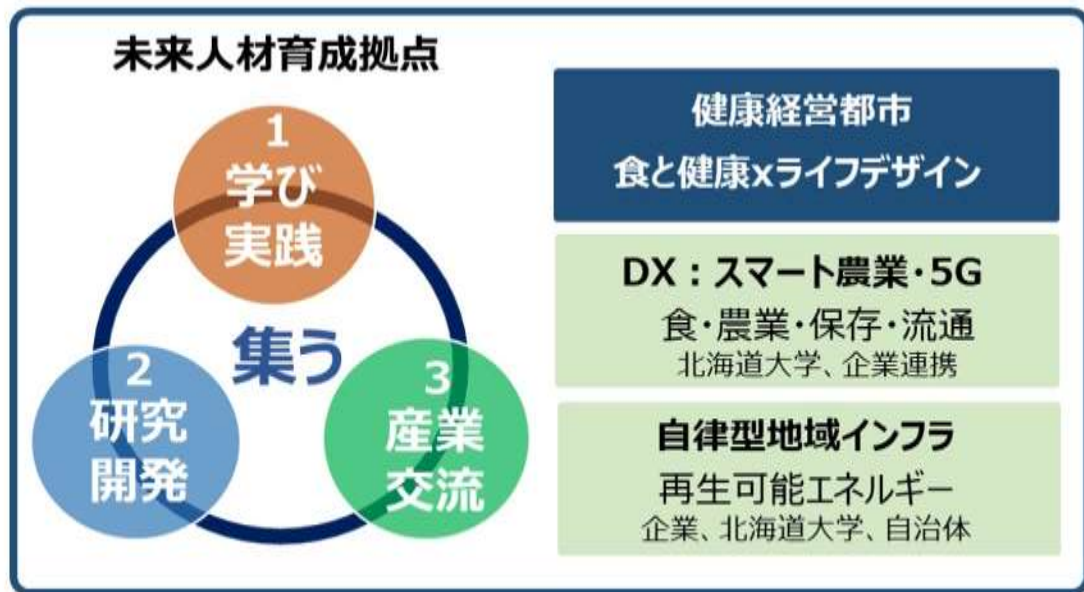 未来人材育成拠点
1
学び
実践
集う
2
研究
開発
3
産業
交流
健康経営都市
食と健康xライフデザイン
DX：スマート農業・5G
食・農業・保存・流通
北海道大学、企業連携
自律型地域インフラ
再生可能エネルギー
企業、北海道大学、自治体